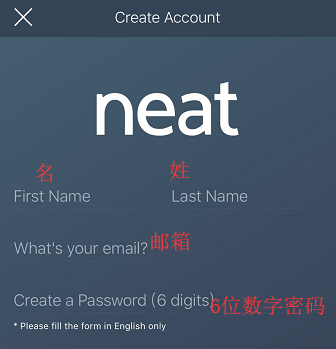 Create Account
neat
名 姓
First Name Last Name
What's your email? 邮箱
Create a Password (6 digits) 6位数字密码
* Please fill the form in English only